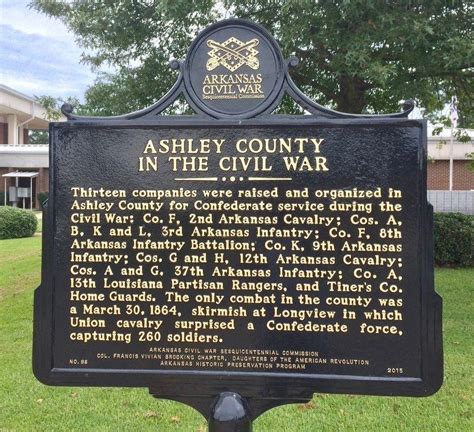 ARKANSAS
CIVIL WAR
Sesquicentennial Commission
ASHLEY COUNTY
IN THE CIVIL WAR
Thirteen companies were raised and organized in
Ashley County for Confederate service during the
Civil War: Co. F, 2nd Arkansas Cavalry; Cos. A,
B, K and L, 3rd Arkansas Infantry; Co. F, 8th
Arkansas Infantry Battalion; Co. K, 9th Arkansas
Infantry; Cos. G and H, 12th Arkansas Cavalry;
Cos. A and G, 37th Arkansas Infantry; Co. A,
13th Louisiana Partisan Rangers, and Tiner's Co.
Home Guards. The only combat in the county was
a March 30, 1864, skirmish at Longview in which
Union cavalry surprised a Confederate force,
capturing 260 soldiers.
ARKANSAS CIVIL WAR SESQUICENTENNIAL COMMISSION
COL. FRANCIS VIVIAN BROOKING CHAPTER, DAUGHTERS OF THE AMERICAN REVOLUTION
NO. 96 ARKANSAS HISTORIC PRESERVATION PROGRAM 2015